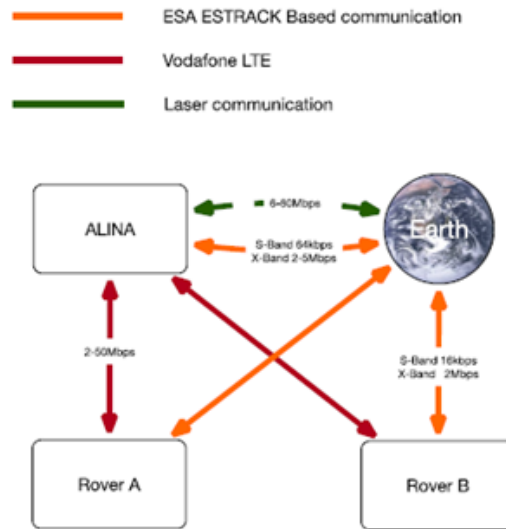 ESA ESTRACK Based communication
Vodafone LTE
Laser communication
6-60Mbps
ALINA
Earth
S-Band 64kbps
X-Band 2-5Mbps
2-50Mbps
S-Band 16kbps
X-Band 2Mbps
Rover A
Rover B